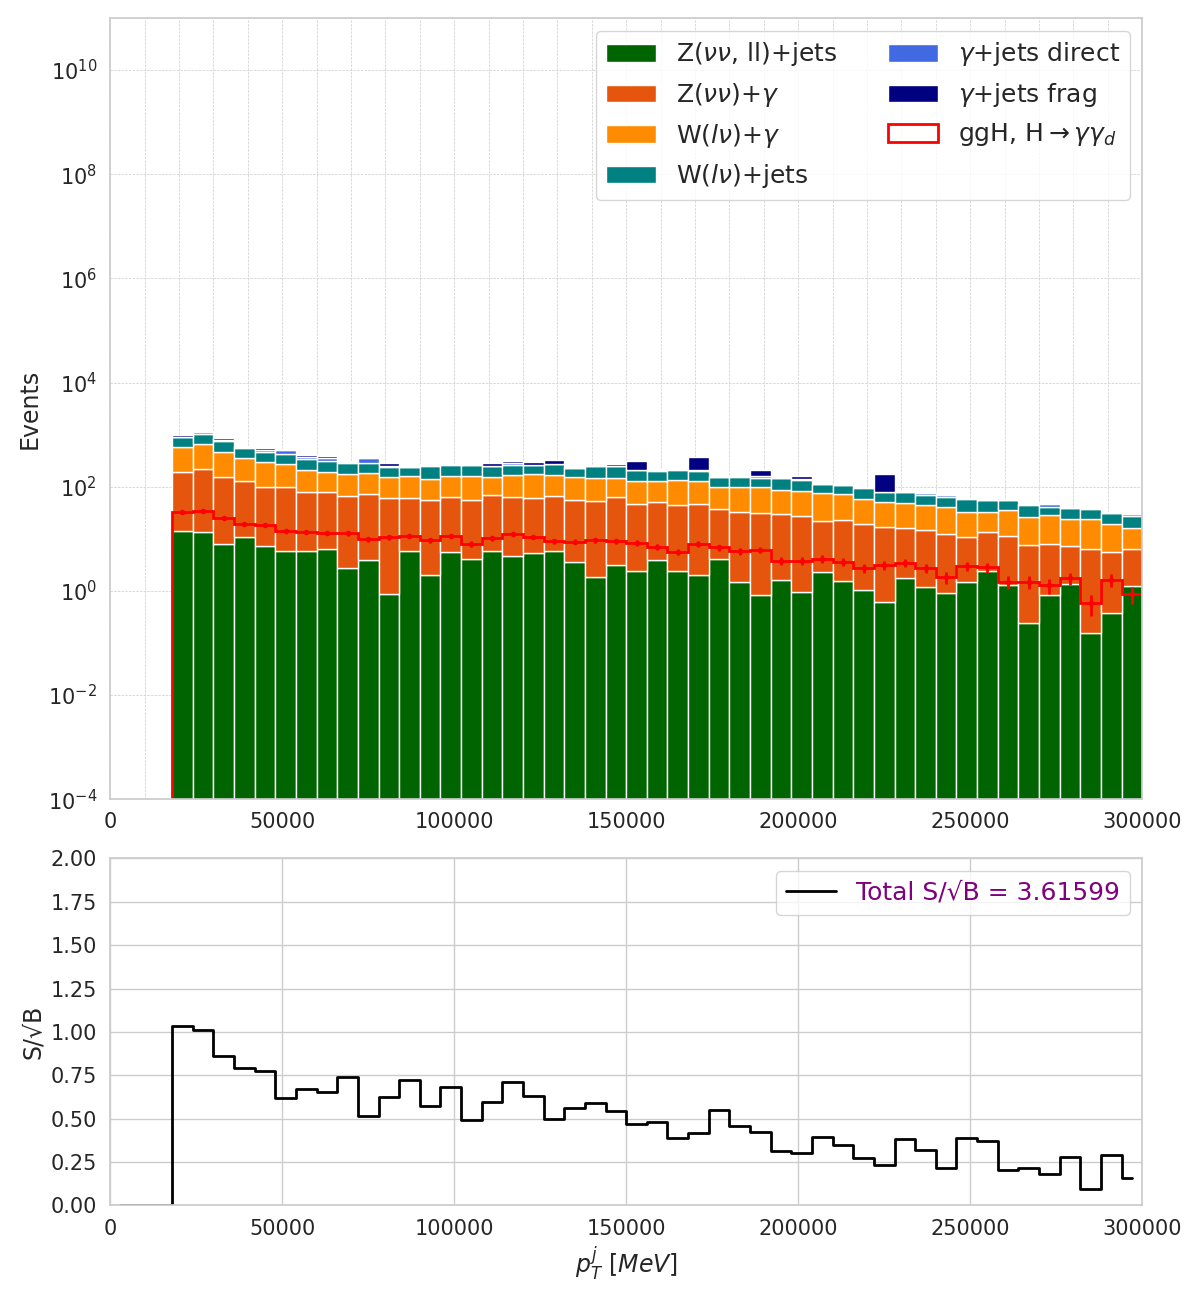 Z(νν, ll)+jets
Z(νν)+γ
W(lν)+γ
W(lν)+jets
γ+jets direct
γ+jets frag
ggH, H→γγ_d
Events
10^10
10^8
10^6
10^4
10^2
10^0
10^−2
10^−4
0 50000 100000 150000 200000 250000 300000
Total S/√B = 3.61599
S/√B
2.00
1.75
1.50
1.25
1.00
0.75
0.50
0.25
0.00
0 50000 100000 150000 200000 250000 300000
p_T^j [MeV]